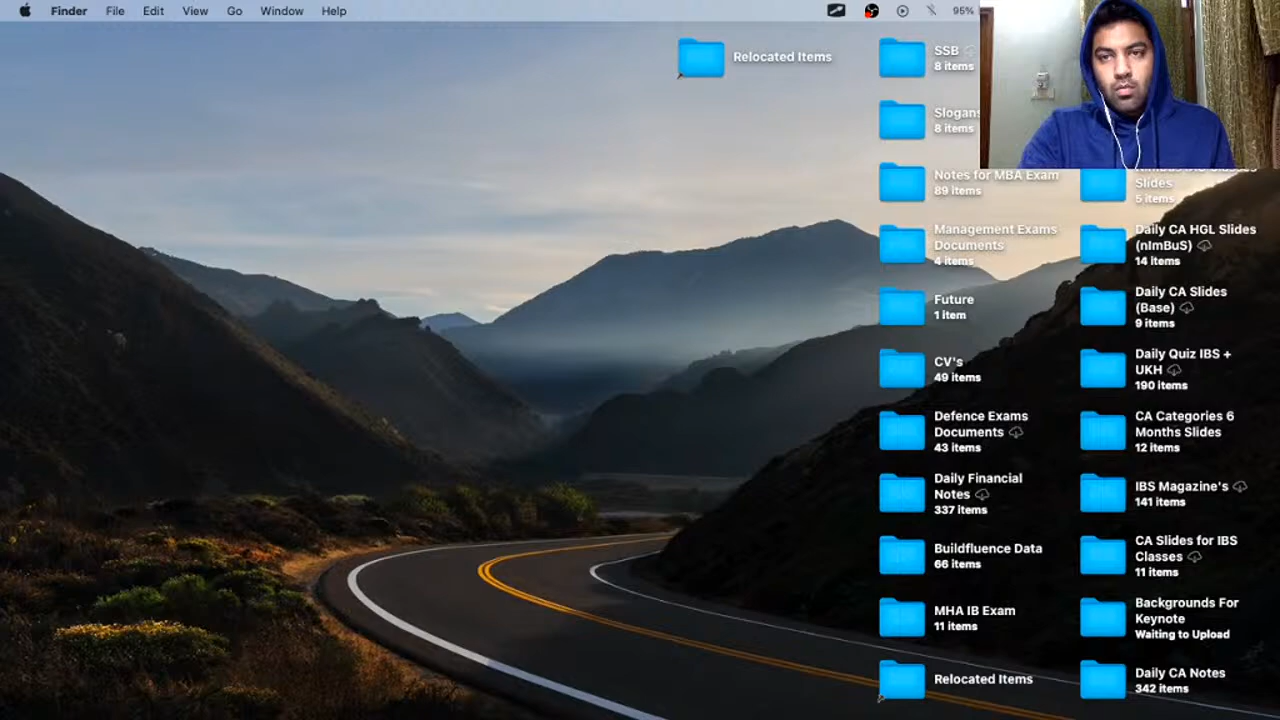 Finder File Edit View Go Window Help
95%
Relocated Items
SSB
8 items
Slogans
8 items
Notes for MBA Exam
89 items
Management Exams
Documents
4 items
Future
1 item
CV's
49 items
Defence Exams
Documents
43 items
Daily Financial
Notes
337 items
Buildfluence Data
66 items
MHA IB Exam
11 items
Relocated Items
Slides
5 items
Daily CA HGL Slides
(nImBuS)
14 items
Daily CA Slides
(Base)
9 items
Daily Quiz IBS +
UKH
190 items
CA Categories 6
Months Slides
12 items
IBS Magazine's
141 items
CA Slides for IBS
Classes
11 items
Backgrounds For
Keynote
Waiting to Upload
Daily CA Notes
342 items